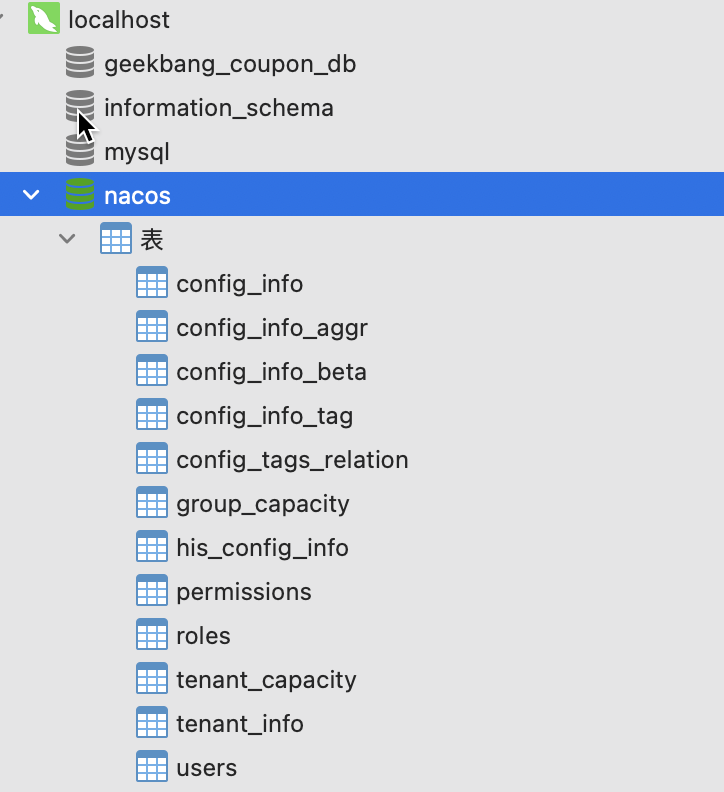 localhost
geekbang_coupon_db
information_schema
mysql
nacos
表
config_info
config_info_aggr
config_info_beta
config_info_tag
config_tags_relation
group_capacity
his_config_info
permissions
roles
tenant_capacity
tenant_info
users